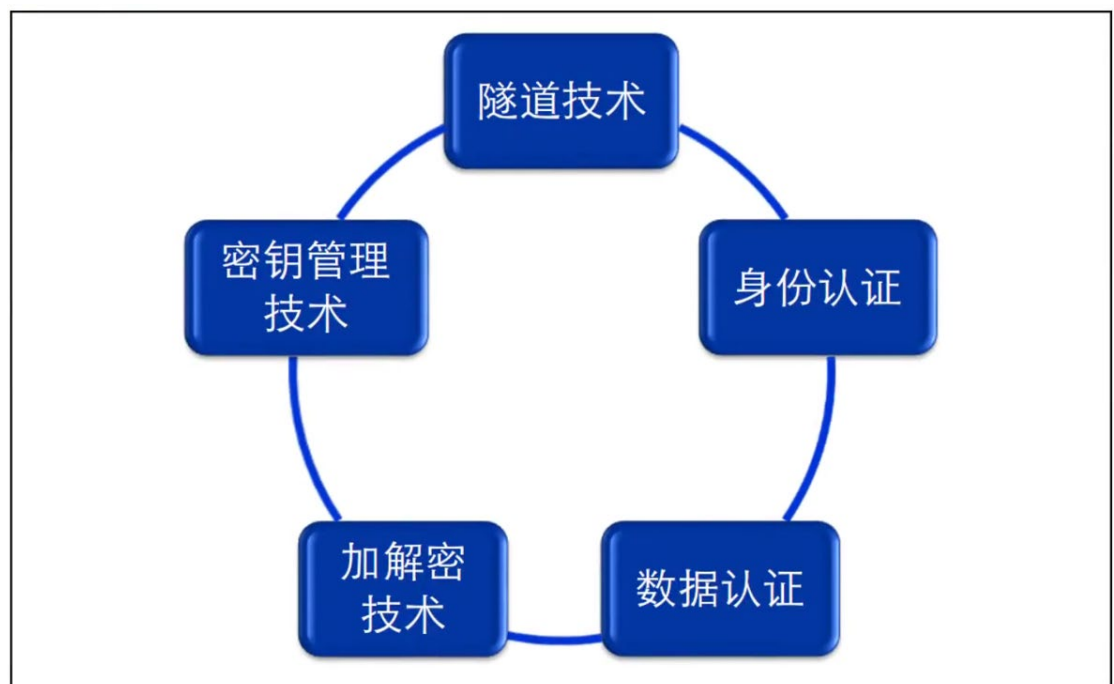 隧道技术
密钥管理
技术
身份认证
加解密
技术
数据认证